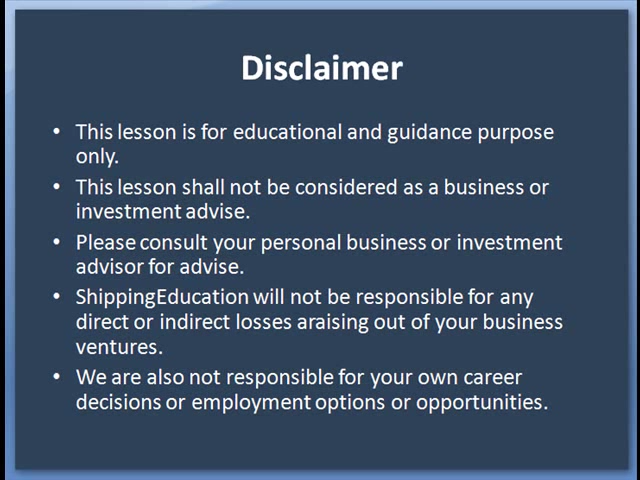 Disclaimer
• This lesson is for educational and guidance purpose
only.
• This lesson shall not be considered as a business or
investment advise.
• Please consult your personal business or investment
advisor for advise.
• ShippingEducation will not be responsible for any
direct or indirect losses araising out of your business
ventures.
• We are also not responsible for your own career
decisions or employment options or opportunities.